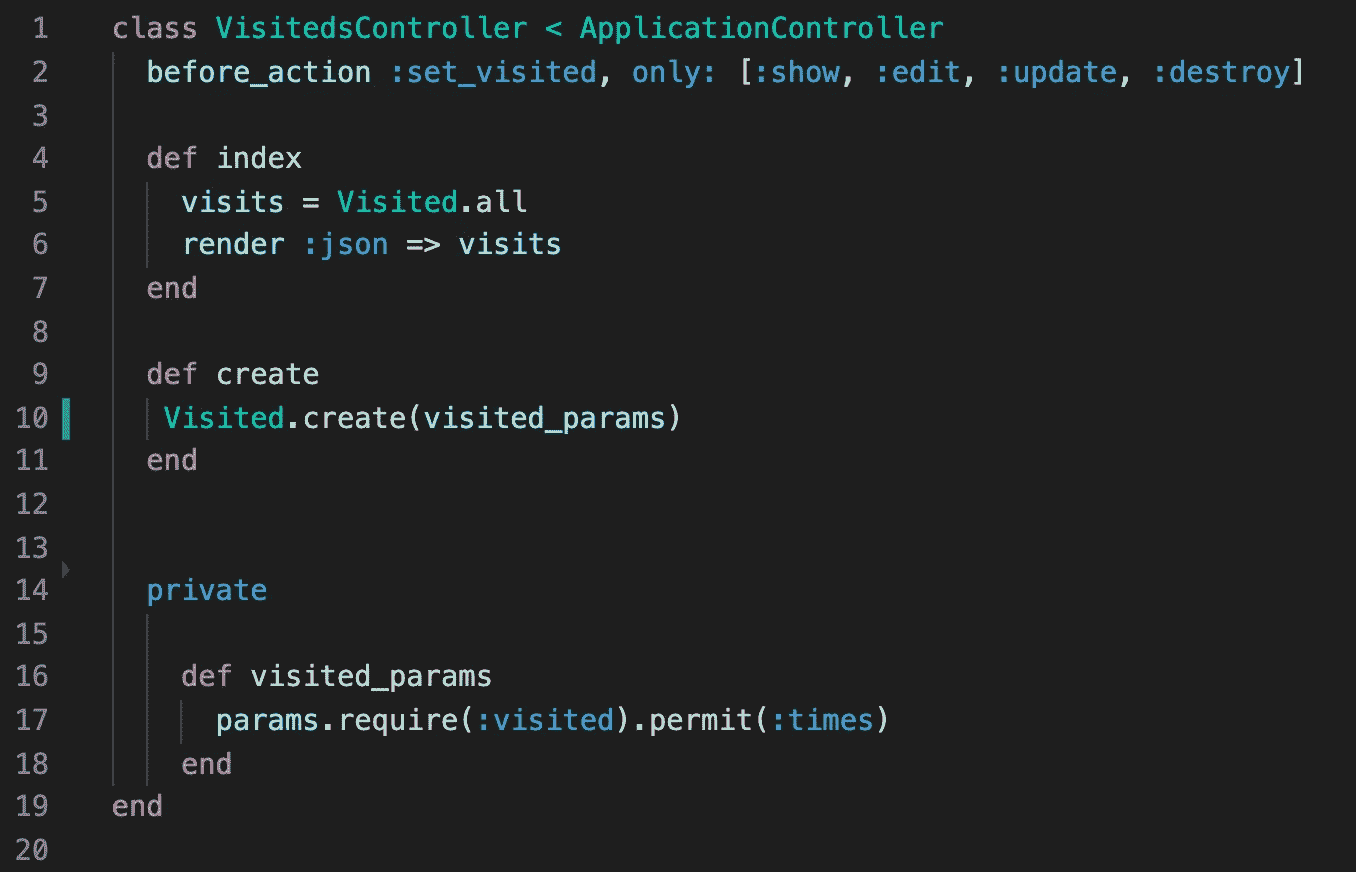 1 class VisitedsController < ApplicationController
2 before_action :set_visited, only: [:show, :edit, :update, :destroy]
3
4 def index
5 visits = Visited.all
6 render :json => visits
7 end
8
9 def create
10 Visited.create(visited_params)
11 end
12
13
14 private
15
16 def visited_params
17 params.require(:visited).permit(:times)
18 end
19 end
20